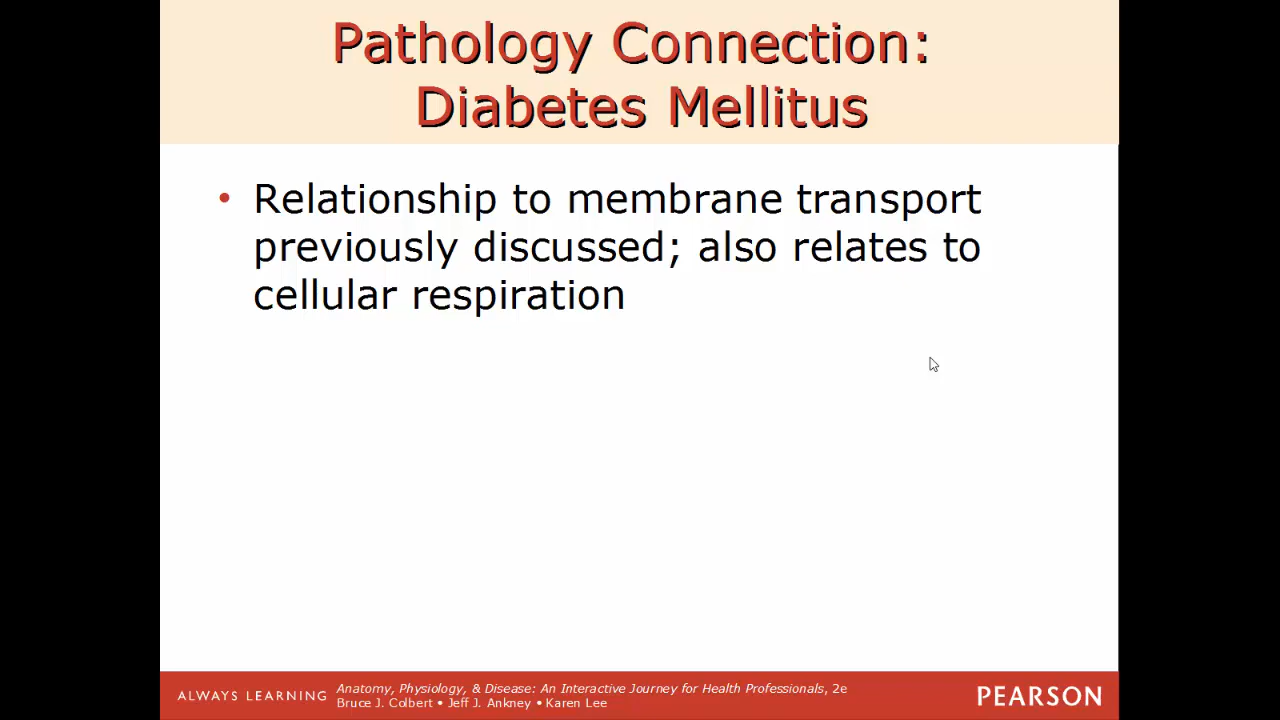 Pathology Connection:
Diabetes Mellitus
• Relationship to membrane transport
previously discussed; also relates to
cellular respiration
ALWAYS LEARNING
Anatomy, Physiology, & Disease: An Interactive Journey for Health Professionals, 2e
Bruce J. Colbert • Jeff J. Ankney • Karen Lee
PEARSON